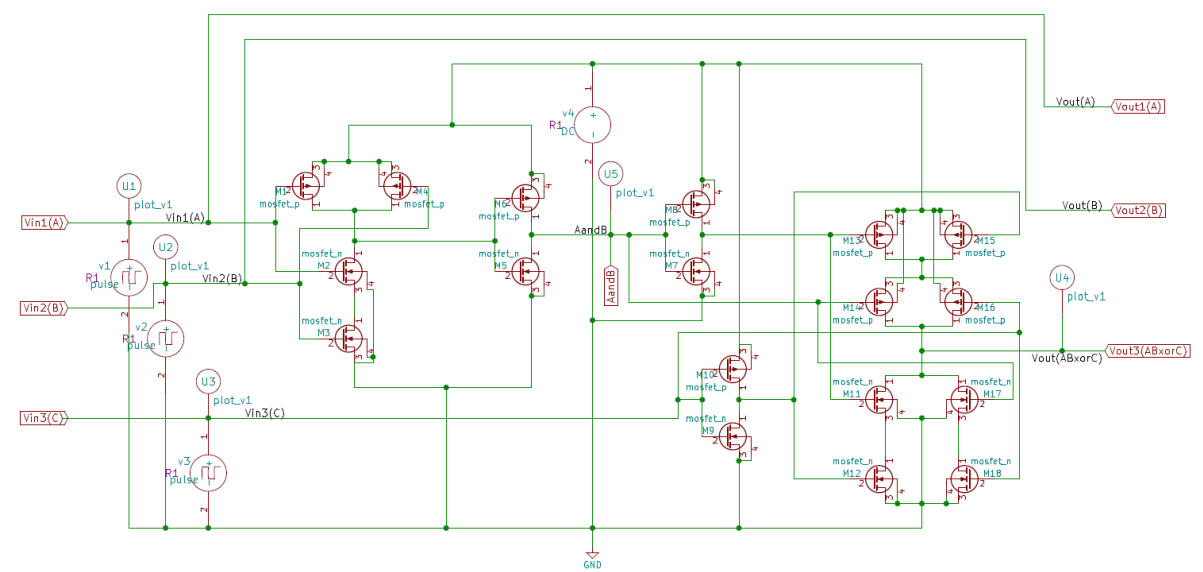 Vout(A)
Vout1(A)
v4
R1
DC
1
2
U1
plot_v1
Vin1(A)
Vin1(A)
U5
plot_v1
Vout(B)
Vout2(B)
M1
mosfet_p
M4
mosfet_p
M6
mosfet_p
M8
mosfet_p
AandB
AandB
M13
mosfet_p
M15
mosfet_p
U2
plot_v1
v1
R1
pulse
Vin2(B)
Vin2(B)
mosfet_n
M2
mosfet_n
M5
mosfet_n
M7
U4
plot_v1
M14
mosfet_p
M16
mosfet_p
v2
R1
pulse
mosfet_n
M3
Vout3(ABxorC)
Vout(ABxorC)
U3
plot_v1
M10
mosfet_p
mosfet_n
M11
mosfet_n
M17
Vin3(C)
Vin3(C)
mosfet_n
M9
v3
R1
pulse
mosfet_n
M12
mosfet_n
M18
GND